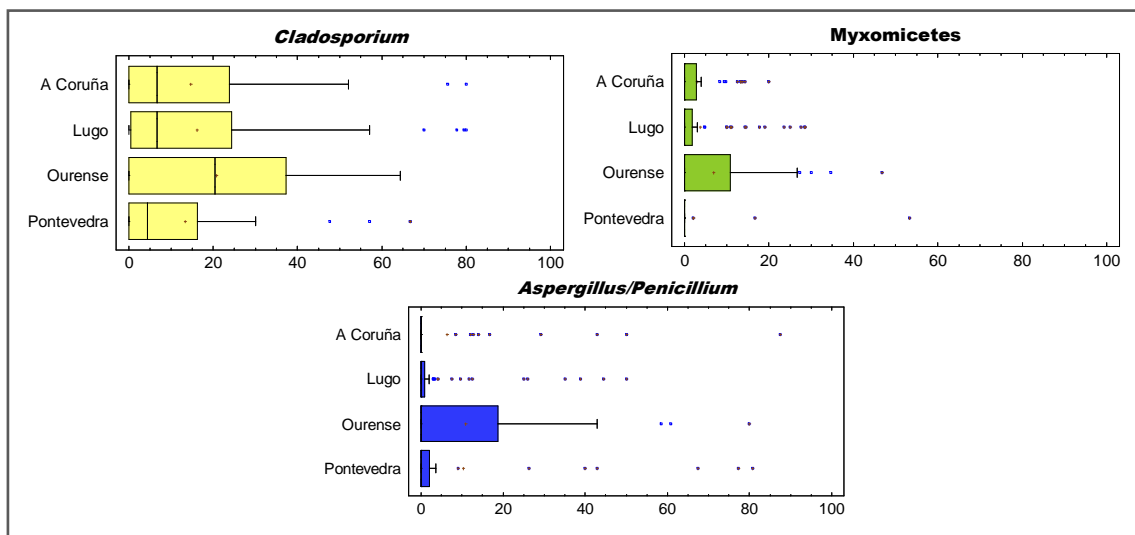 Cladosporium
A Coruña
Lugo
Ourense
Pontevedra
0 20 40 60 80 100
Myxomicetes
A Coruña
Lugo
Ourense
Pontevedra
0 20 40 60 80 100
Aspergillus/Penicillium
A Coruña
Lugo
Ourense
Pontevedra
0 20 40 60 80 100